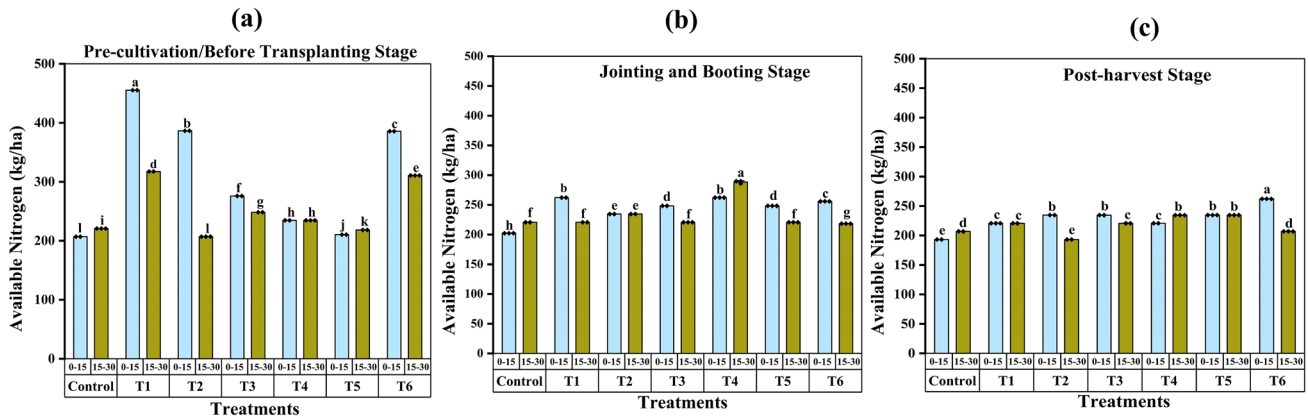 (a)
Pre-cultivation/Before Transplanting Stage
Available Nitrogen (kg/ha)
500
400
300
200
100
0
l i a d b l f g h h j k c e
0-15 15-30 0-15 15-30 0-15 15-30 0-15 15-30 0-15 15-30 0-15 15-30 0-15 15-30
Control T1 T2 T3 T4 T5 T6
Treatments
(b)
Jointing and Booting Stage
Available Nitrogen (kg/ha)
500
450
400
350
300
250
200
150
100
50
0
h f b f e e d f b a d f c g
0-15 15-30 0-15 15-30 0-15 15-30 0-15 15-30 0-15 15-30 0-15 15-30 0-15 15-30
Control T1 T2 T3 T4 T5 T6
Treatments
(c)
Post-harvest Stage
Available Nitrogen (kg/ha)
500
450
400
350
300
250
200
150
100
50
0
e d c c b e b c c b b b a d
0-15 15-30 0-15 15-30 0-15 15-30 0-15 15-30 0-15 15-30 0-15 15-30 0-15 15-30
Control T1 T2 T3 T4 T5 T6
Treatments